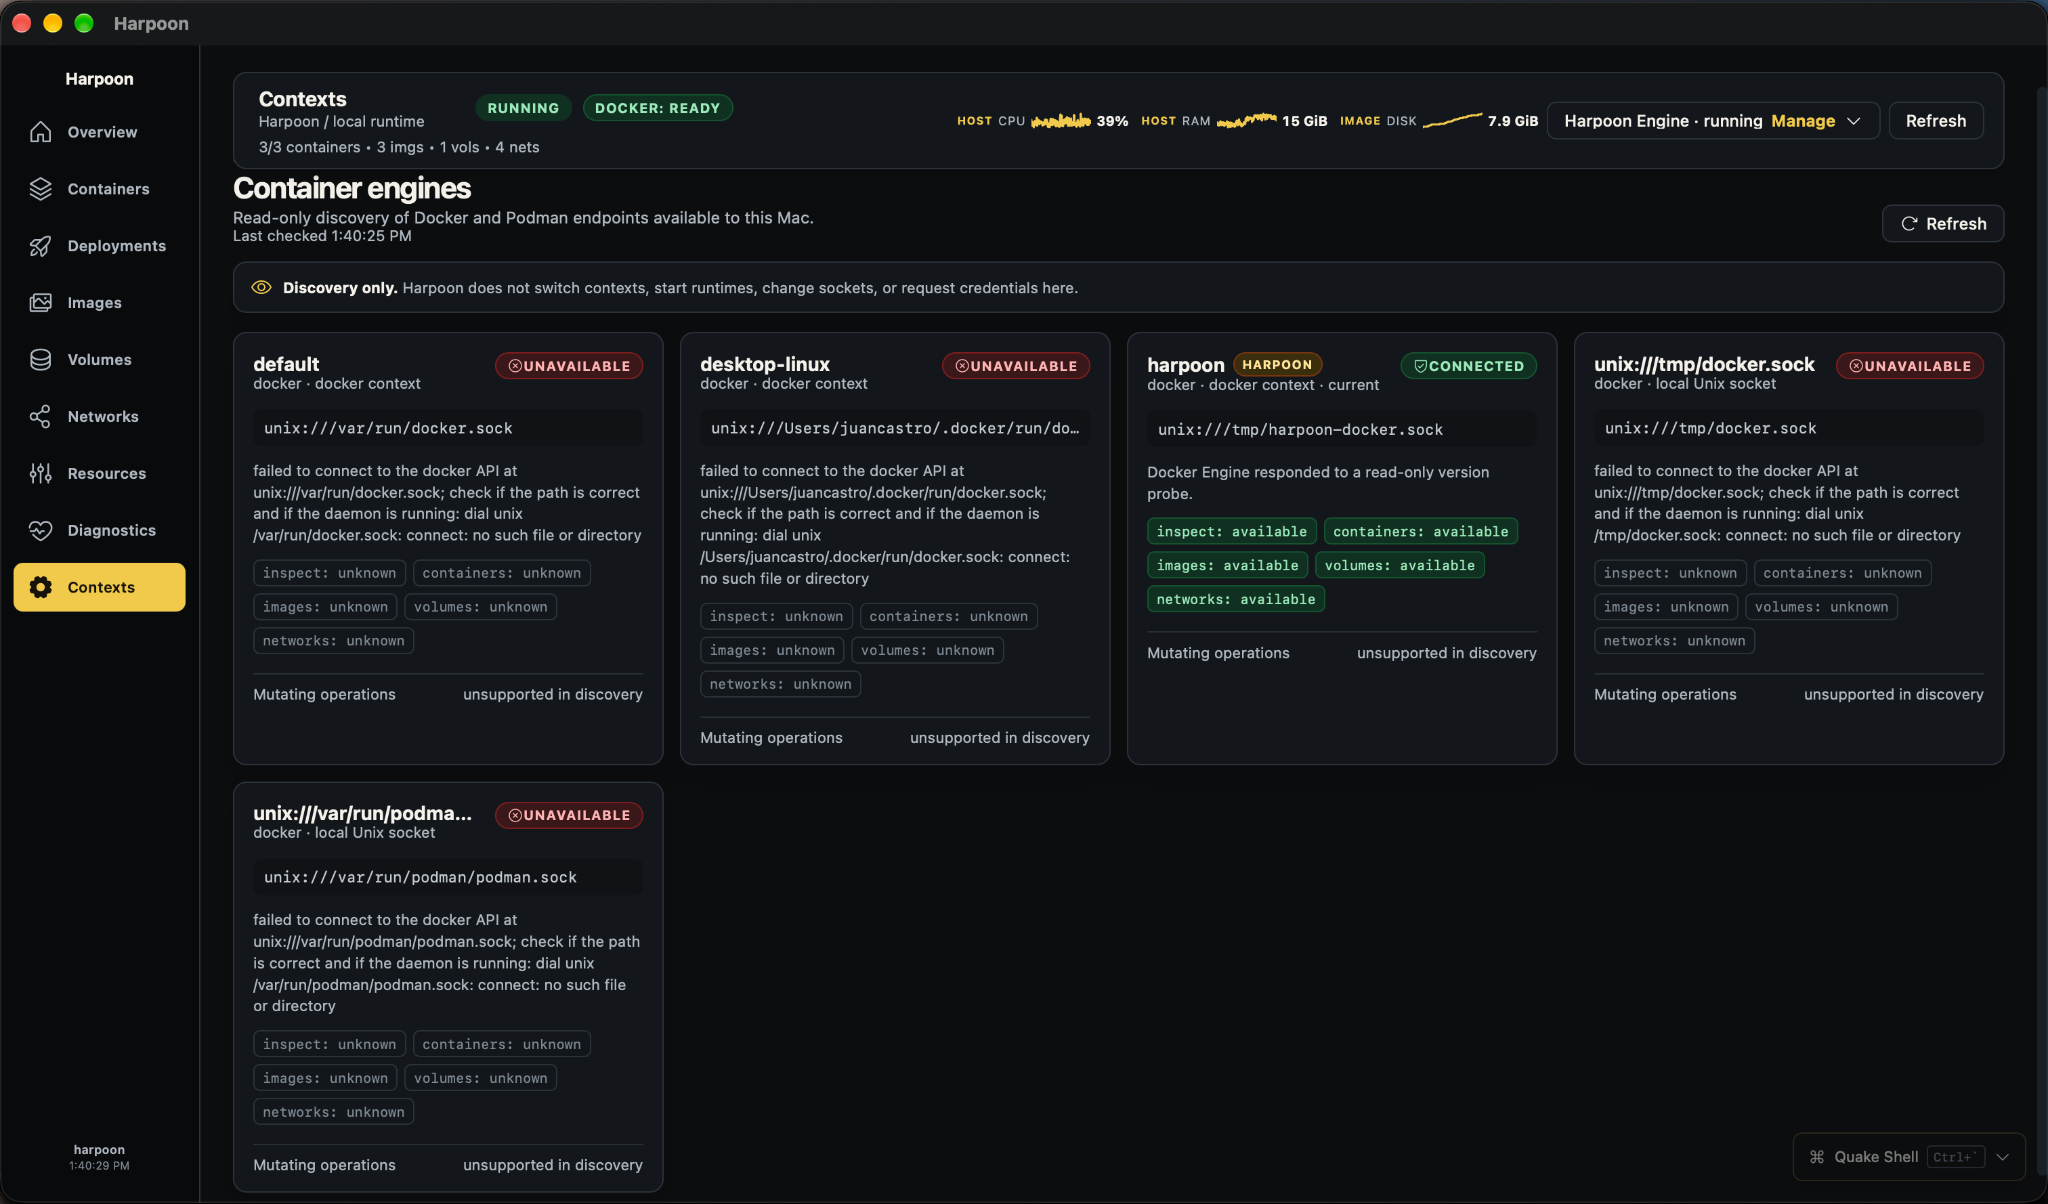 Harpoon
Harpoon
Overview
Containers
Deployments
Images
Volumes
Networks
Resources
Diagnostics
Contexts
harpoon
1:40:29 PM
Contexts
RUNNING
DOCKER: READY
Harpoon / local runtime
3/3 containers • 3 imgs • 1 vols • 4 nets
HOST CPU 39%
HOST RAM 15 GiB
IMAGE DISK 7.9 GiB
Harpoon Engine · running Manage
Refresh
Container engines
Read-only discovery of Docker and Podman endpoints available to this Mac.
Last checked 1:40:25 PM
Refresh
Discovery only. Harpoon does not switch contexts, start runtimes, change sockets, or request credentials here.
default
UNAVAILABLE
docker · docker context
unix:///var/run/docker.sock
failed to connect to the docker API at
unix:///var/run/docker.sock; check if the path is correct
and if the daemon is running: dial unix
/var/run/docker.sock: connect: no such file or directory
inspect: unknown containers: unknown
images: unknown volumes: unknown
networks: unknown
Mutating operations unsupported in discovery
desktop-linux
UNAVAILABLE
docker · docker context
unix:///Users/juancastro/.docker/run/do…
failed to connect to the docker API at
unix:///Users/juancastro/.docker/run/docker.sock;
check if the path is correct and if the daemon is
running: dial unix
/Users/juancastro/.docker/run/docker.sock: connect:
no such file or directory
inspect: unknown containers: unknown
images: unknown volumes: unknown
networks: unknown
Mutating operations unsupported in discovery
harpoon HARPOON
CONNECTED
docker · docker context · current
unix:///tmp/harpoon-docker.sock
Docker Engine responded to a read-only version
probe.
inspect: available containers: available
images: available volumes: available
networks: available
Mutating operations unsupported in discovery
unix:///tmp/docker.sock
UNAVAILABLE
docker · local Unix socket
unix:///tmp/docker.sock
failed to connect to the docker API at
unix:///tmp/docker.sock; check if the path is correct
and if the daemon is running: dial unix
/tmp/docker.sock: connect: no such file or directory
inspect: unknown containers: unknown
images: unknown volumes: unknown
networks: unknown
Mutating operations unsupported in discovery
unix:///var/run/podma…
UNAVAILABLE
docker · local Unix socket
unix:///var/run/podman/podman.sock
failed to connect to the docker API at
unix:///var/run/podman/podman.sock; check if the path
is correct and if the daemon is running: dial unix
/var/run/podman/podman.sock: connect: no such file
or directory
inspect: unknown containers: unknown
images: unknown volumes: unknown
networks: unknown
Mutating operations unsupported in discovery
⌘ Quake Shell Ctrl+`